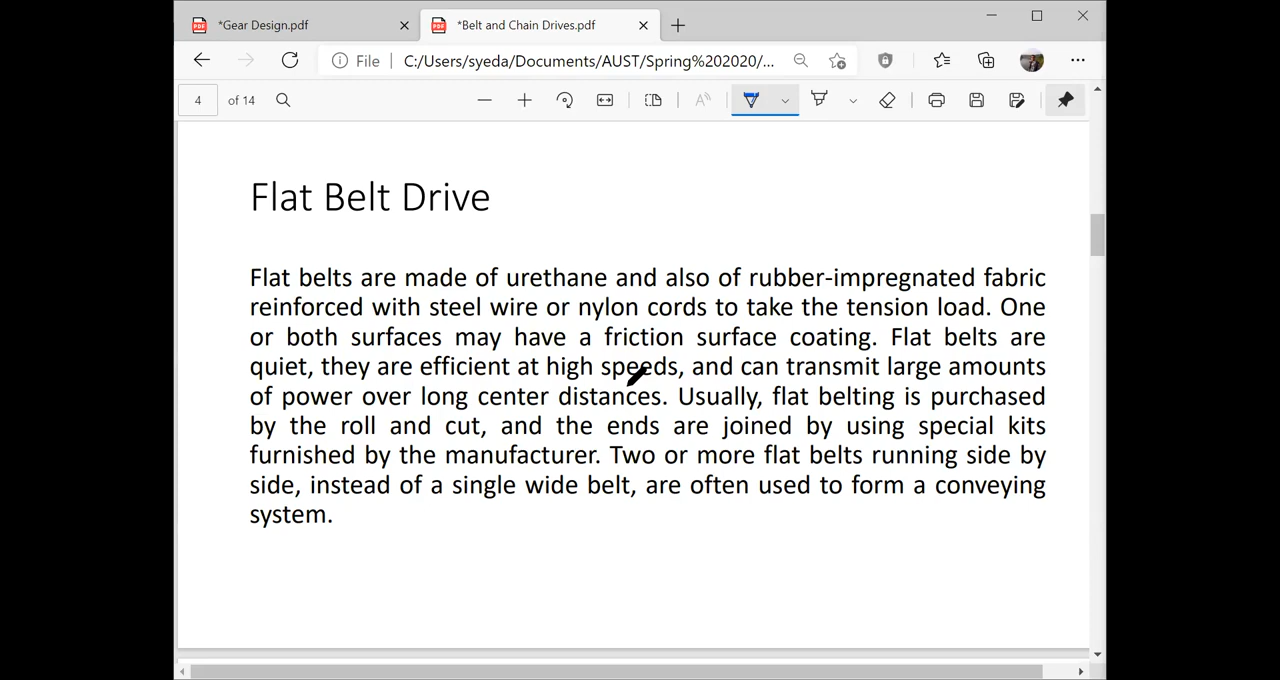 *Gear Design.pdf
*Belt and Chain Drives.pdf
File
C:/Users/syeda/Documents/AUST/Spring%202020/...
4 of 14
Flat Belt Drive
Flat belts are made of urethane and also of rubber-impregnated fabric
reinforced with steel wire or nylon cords to take the tension load. One
or both surfaces may have a friction surface coating. Flat belts are
quiet, they are efficient at high speeds, and can transmit large amounts
of power over long center distances. Usually, flat belting is purchased
by the roll and cut, and the ends are joined by using special kits
furnished by the manufacturer. Two or more flat belts running side by
side, instead of a single wide belt, are often used to form a conveying
system.